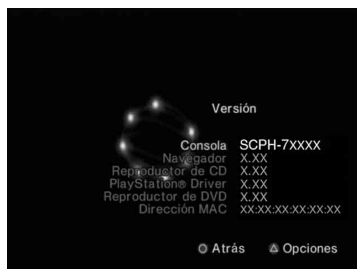 Versión
Consola SCPH-7XXXX
Navegador X.XX
Reproductor de CD X.XX
PlayStation® Driver X.XX
Reproductor de DVD X.XX
Dirección MAC XX:XX:XX:XX:XX:XX
Atrás Opciones